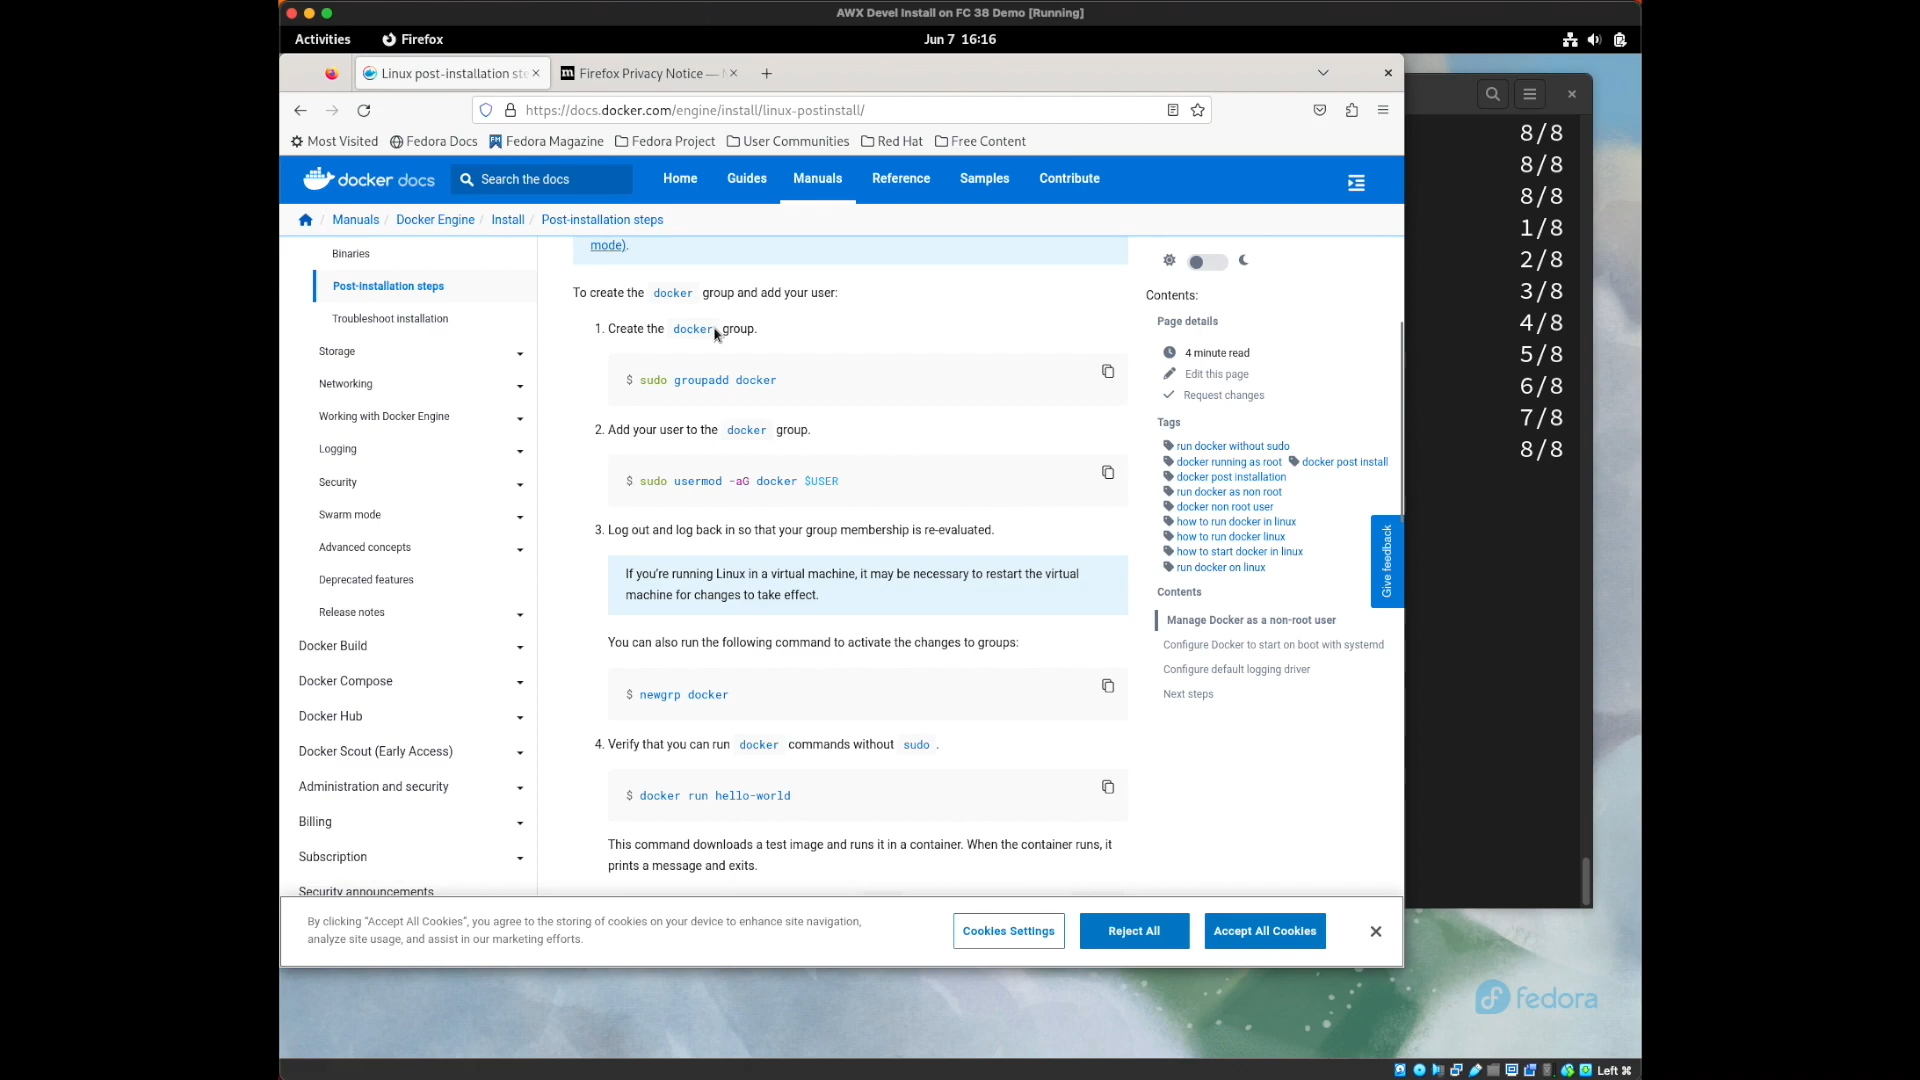 AWX Devel Install on FC 38 Demo [Running]
Activities
Firefox
Jun 7 16:16
Linux post-installation ste
Firefox Privacy Notice —
https://docs.docker.com/engine/install/linux-postinstall/
Most Visited
Fedora Docs
Fedora Magazine
Fedora Project
User Communities
Red Hat
Free Content
docker docs
Search the docs
Home
Guides
Manuals
Reference
Samples
Contribute
Manuals / Docker Engine / Install / Post-installation steps
Binaries
Post-installation steps
Troubleshoot installation
Storage
Networking
Working with Docker Engine
Logging
Security
Swarm mode
Advanced concepts
Deprecated features
Release notes
Docker Build
Docker Compose
Docker Hub
Docker Scout (Early Access)
Administration and security
Billing
Subscription
Security announcements
mode).
To create the docker group and add your user:
1. Create the docker group.
$ sudo groupadd docker
2. Add your user to the docker group.
$ sudo usermod -aG docker $USER
3. Log out and log back in so that your group membership is re-evaluated.
If you're running Linux in a virtual machine, it may be necessary to restart the virtual
machine for changes to take effect.
You can also run the following command to activate the changes to groups:
$ newgrp docker
4. Verify that you can run docker commands without sudo .
$ docker run hello-world
This command downloads a test image and runs it in a container. When the container runs, it
prints a message and exits.
Contents:
Page details
4 minute read
Edit this page
Request changes
Tags
run docker without sudo
docker running as root docker post install
docker post installation
run docker as non root
docker non root user
how to run docker in linux
how to run docker linux
how to start docker in linux
run docker on linux
Contents
Manage Docker as a non-root user
Configure Docker to start on boot with systemd
Configure default logging driver
Next steps
Give feedback
By clicking "Accept All Cookies", you agree to the storing of cookies on your device to enhance site navigation,
analyze site usage, and assist in our marketing efforts.
Cookies Settings
Reject All
Accept All Cookies
8/8
8/8
8/8
1/8
2/8
3/8
4/8
5/8
6/8
7/8
8/8
fedora
Left ⌘